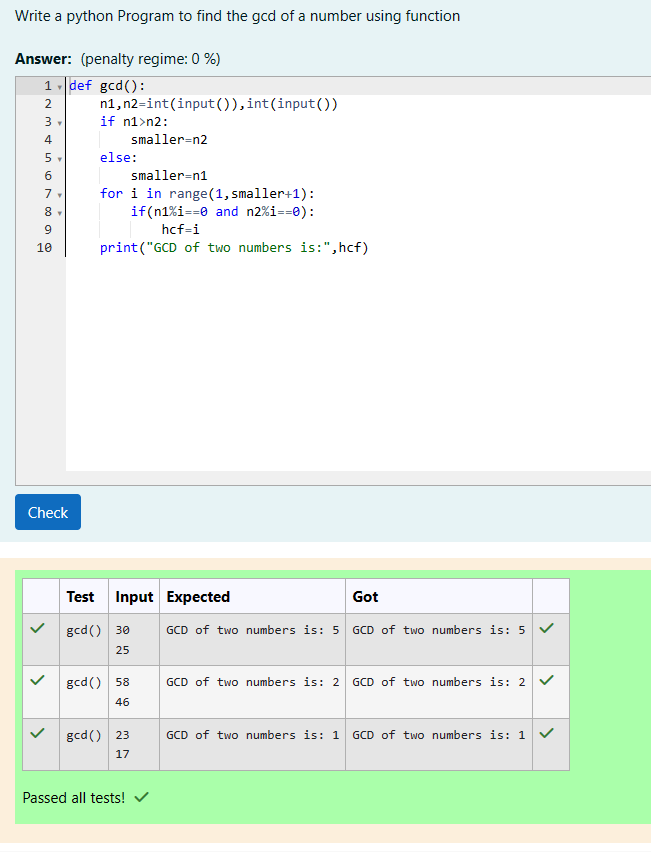 Write a python Program to find the gcd of a number using function
Answer: (penalty regime: 0 %)
1 def gcd():
2     n1,n2=int(input()),int(input())
3     if n1>n2:
4         smaller=n2
5     else:
6         smaller=n1
7     for i in range(1,smaller+1):
8         if(n1%i==0 and n2%i==0):
9             hcf=i
10     print("GCD of two numbers is:",hcf)
Check
Test Input Expected Got
gcd() 30 GCD of two numbers is: 5 GCD of two numbers is: 5
25
gcd() 58 GCD of two numbers is: 2 GCD of two numbers is: 2
46
gcd() 23 GCD of two numbers is: 1 GCD of two numbers is: 1
17
Passed all tests!